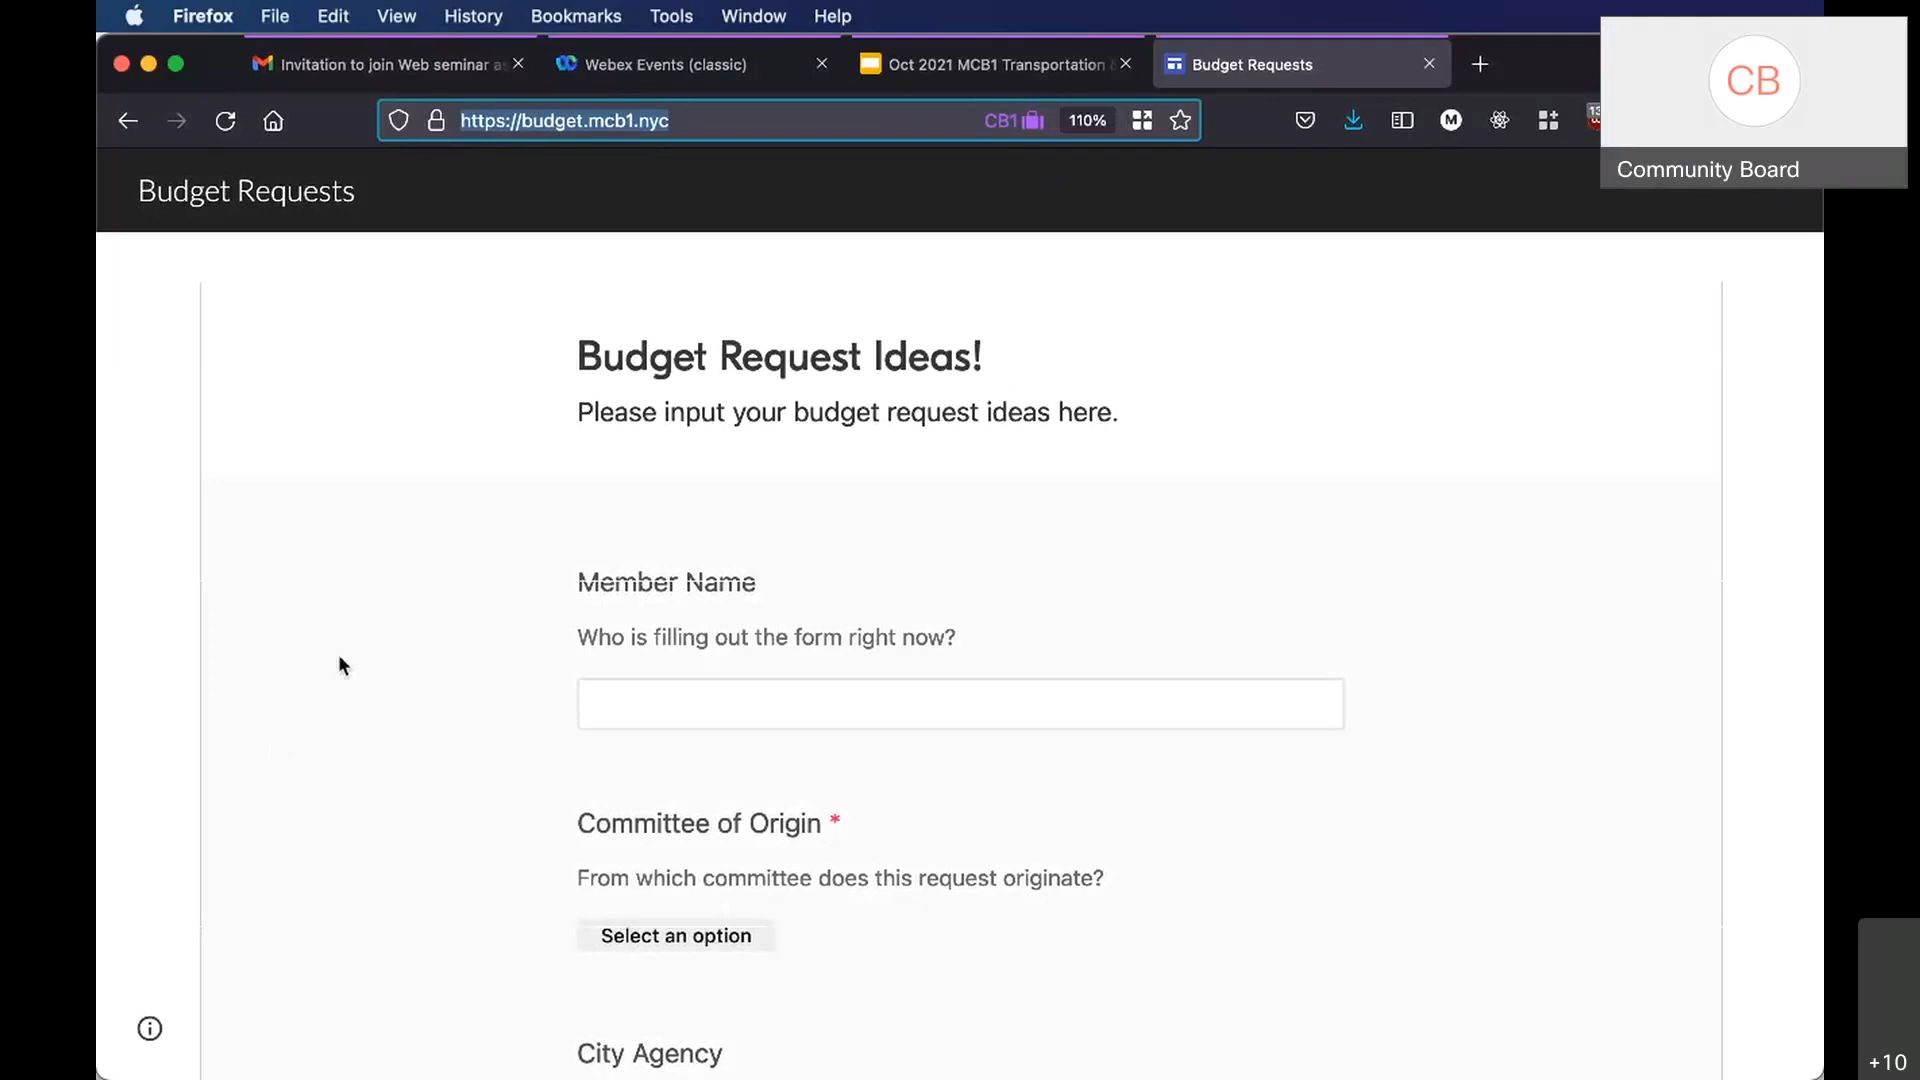 Firefox File Edit View History Bookmarks Tools Window Help
Invitation to join Web seminar
Webex Events (classic)
Oct 2021 MCB1 Transportation
Budget Requests
https://budget.mcb1.nyc
CB1
110%
M
13
CB
Community Board
Budget Requests
Budget Request Ideas!
Please input your budget request ideas here.
Member Name
Who is filling out the form right now?
Committee of Origin *
From which committee does this request originate?
Select an option
City Agency
+10